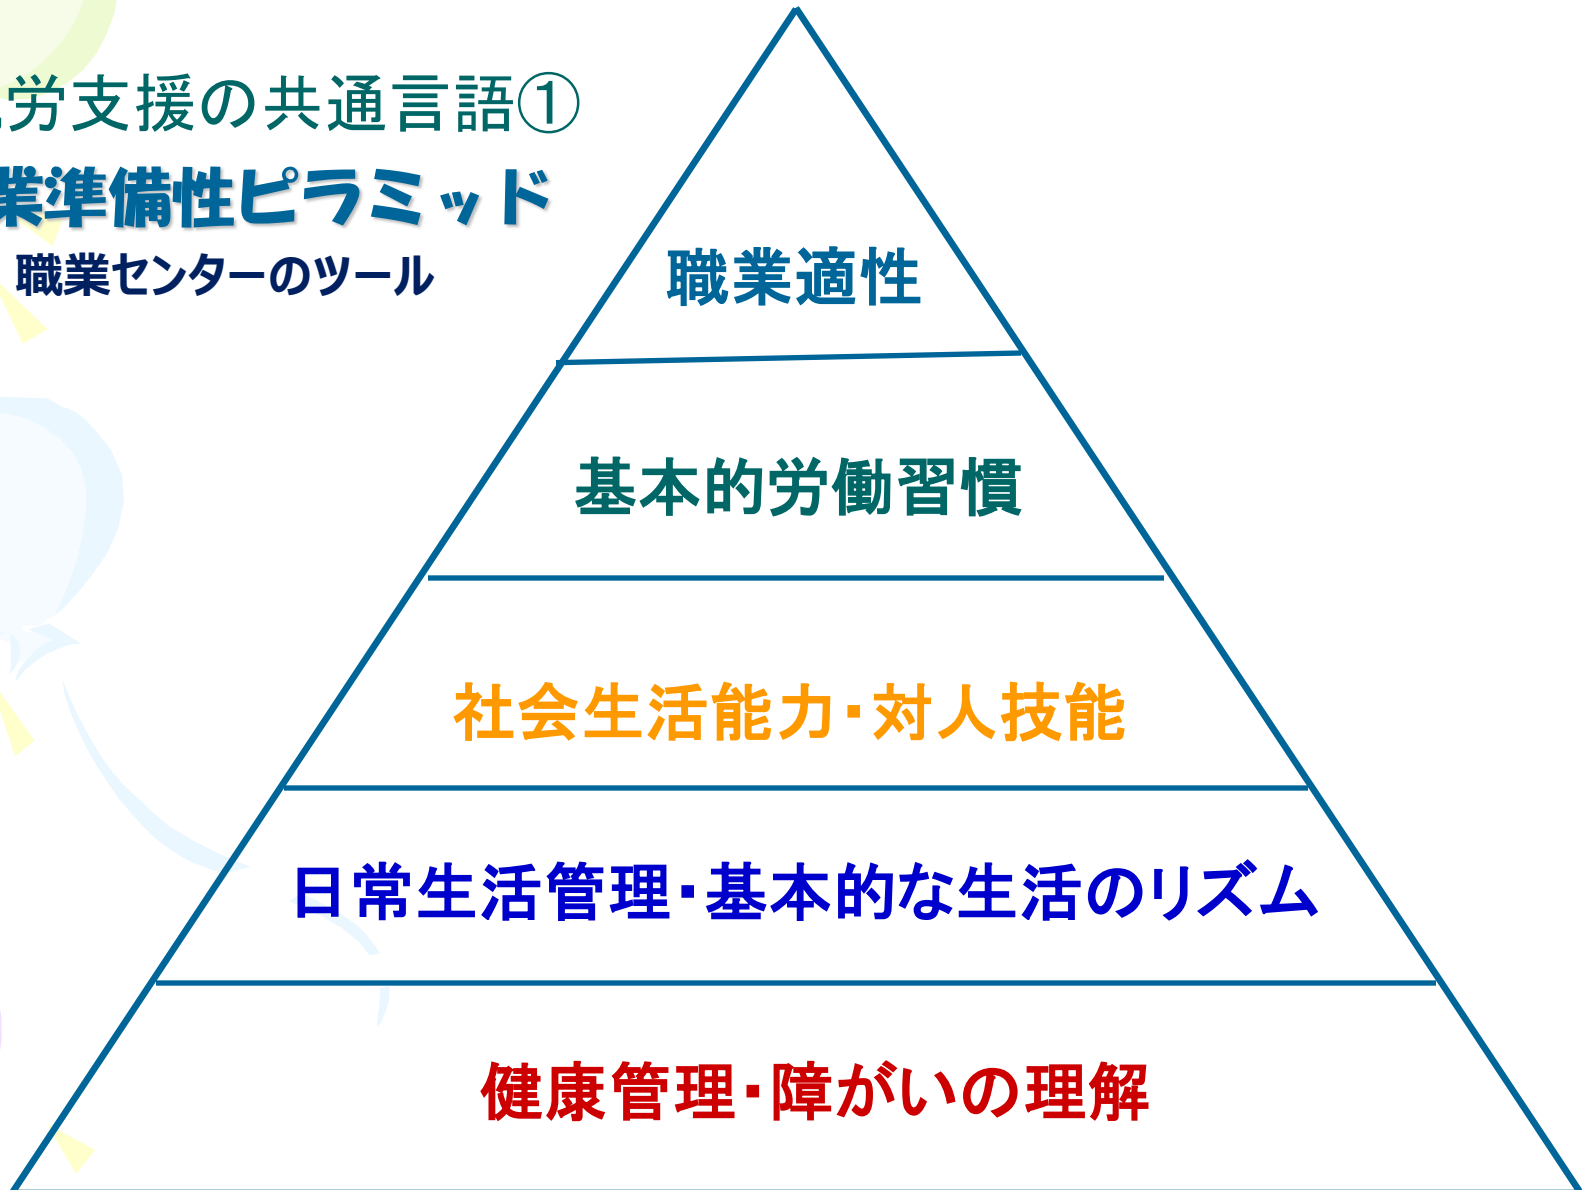 労支援の共通言語①
業準備性ピラミッド
職業センターのツール
職業適性
基本的労働習慣
社会生活能力・対人技能
日常生活管理・基本的な生活のリズム
健康管理・障がいの理解